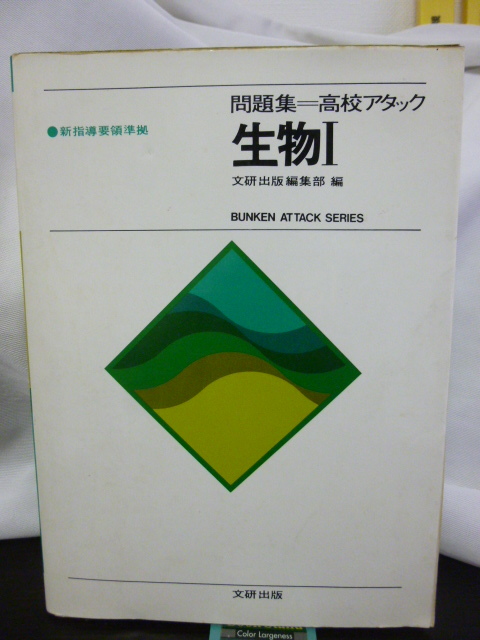 問題集=高校アタック
●新指導要領準拠
生物I
文研出版編集部 編
BUNKEN ATTACK SERIES
文研出版
Color Largeness